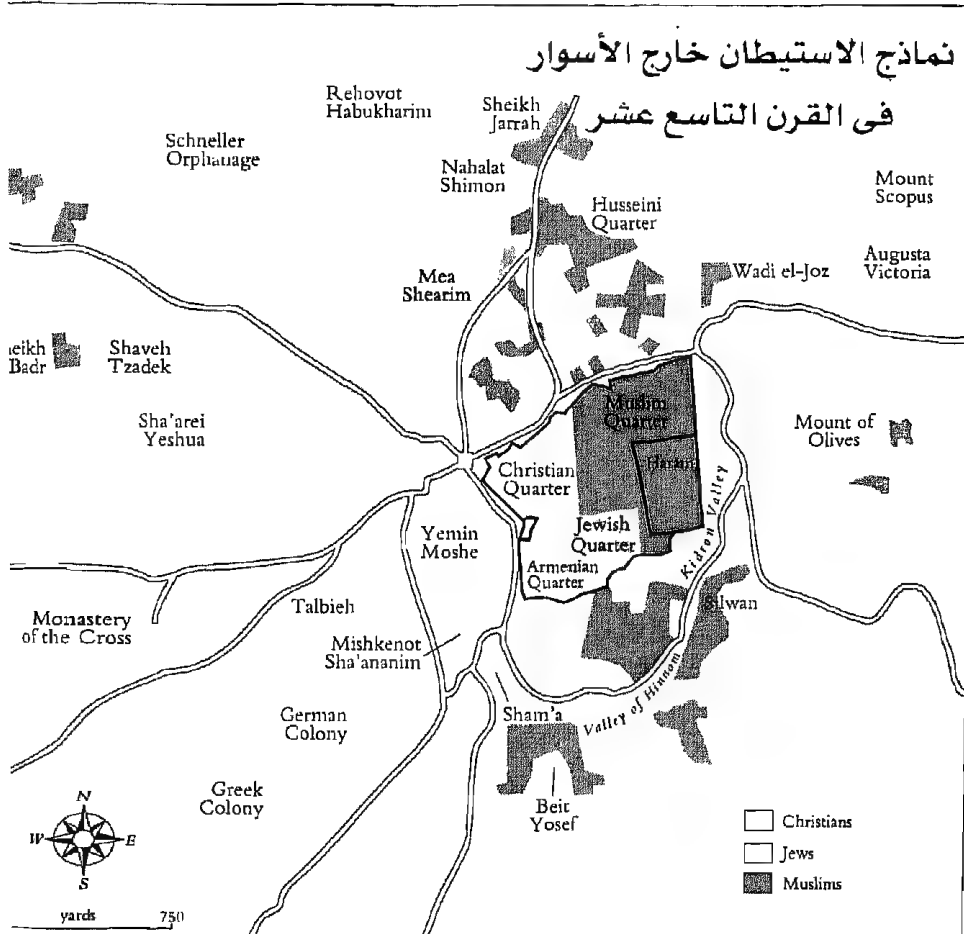 نماذج الاستيطان خارج الأسوار
فى القرن التاسع عشر
Rehovot
Habukharim
Sheikh
Jarrah
Schneller
Orphanage
Nahalat
Shimon
Mount
Scopus
Husseini
Quarter
Augusta
Victoria
Wadi el-Joz
Mea
Shearim
eikh
Badr
Shaveh
Tzadek
Muslim
Quarter
Sha'arei
Yeshua
Mount of
Olives
Haram
Christian
Quarter
Jewish
Quarter
Yemin
Moshe
Armenian
Quarter
Kidron Valley
Silwan
Talbieh
Monastery
of the Cross
Mishkenot
Sha'ananim
Valley of Hinnom
Sham'a
German
Colony
Greek
Colony
Beit
Yosef
N
W
E
S
yards 750
Christians
Jews
Muslims